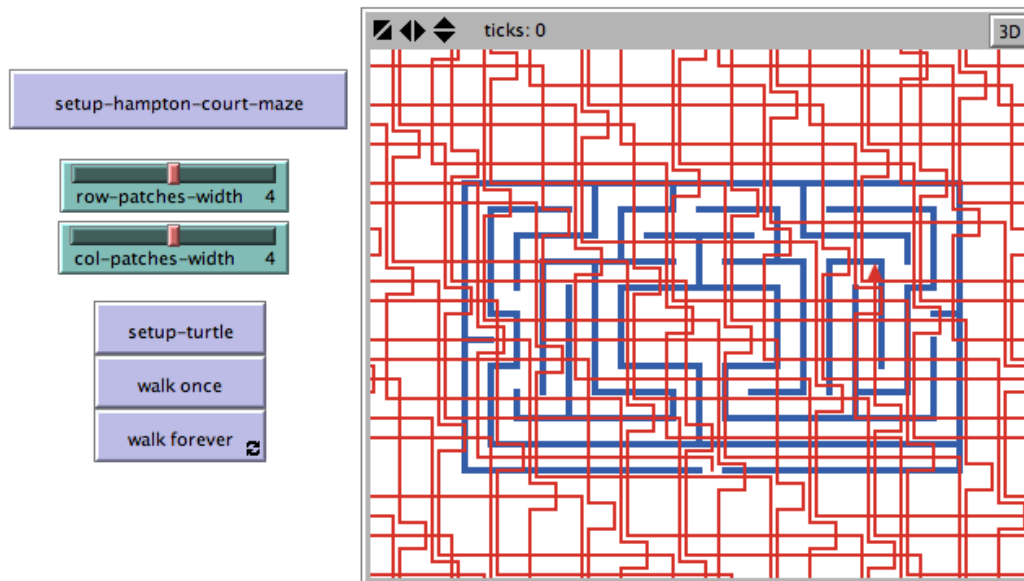 ticks: 0
3D
setup-hampton-court-maze
row-patches-width 4
col-patches-width 4
setup-turtle
walk once
walk forever